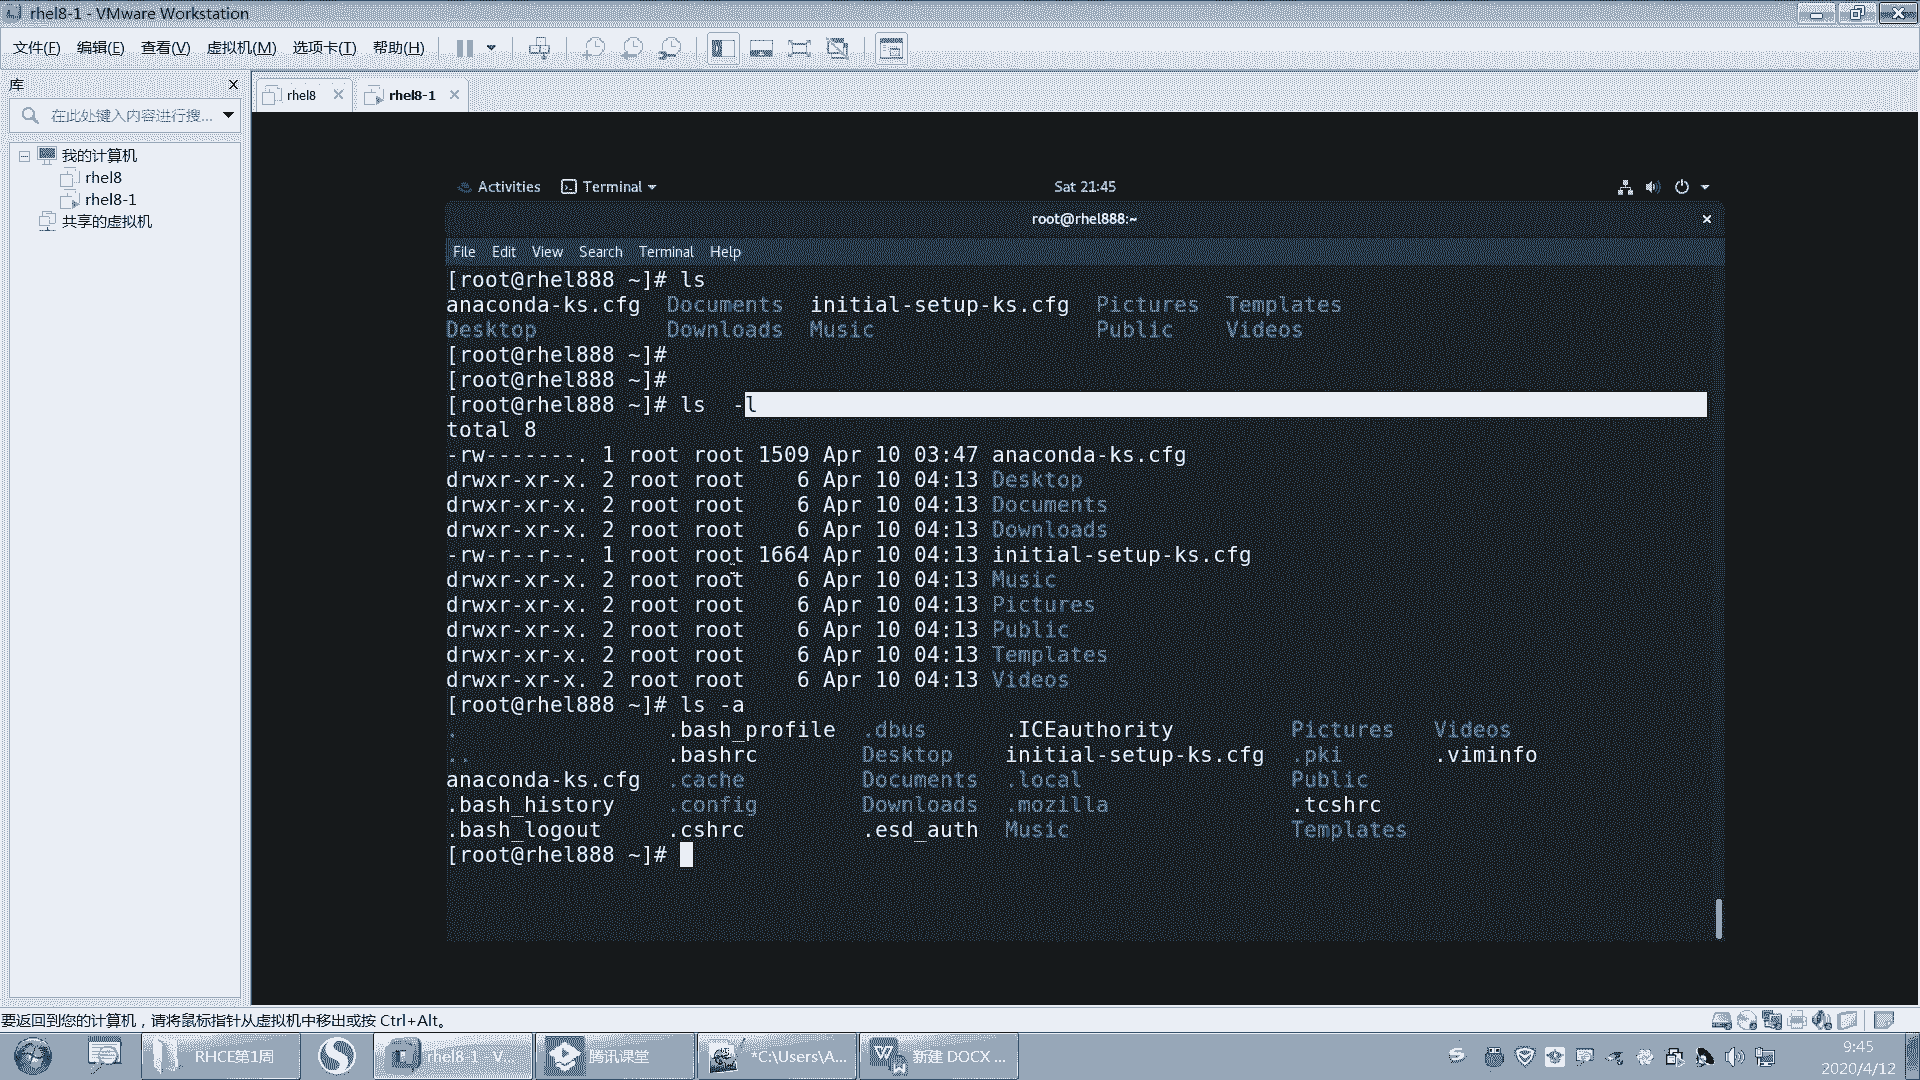 rhel8-1 - VMware Workstation
文件(F) 编辑(E) 查看(V) 虚拟机(M) 选项卡(T) 帮助(H)
库
在此处键入内容进行搜...
我的计算机
rhel8
rhel8-1
共享的虚拟机
rhel8
rhel8-1
Activities Terminal Sat 21:45
root@rhel888:~
File Edit View Search Terminal Help
[root@rhel888 ~]# ls
anaconda-ks.cfg Documents initial-setup-ks.cfg Pictures Templates
Desktop Downloads Music Public Videos
[root@rhel888 ~]#
[root@rhel888 ~]#
[root@rhel888 ~]# ls  -l
total 8
-rw-------. 1 root root 1509 Apr 10 03:47 anaconda-ks.cfg
drwxr-xr-x. 2 root root    6 Apr 10 04:13 Desktop
drwxr-xr-x. 2 root root    6 Apr 10 04:13 Documents
drwxr-xr-x. 2 root root    6 Apr 10 04:13 Downloads
-rw-r--r--. 1 root root 1664 Apr 10 04:13 initial-setup-ks.cfg
drwxr-xr-x. 2 root root    6 Apr 10 04:13 Music
drwxr-xr-x. 2 root root    6 Apr 10 04:13 Pictures
drwxr-xr-x. 2 root root    6 Apr 10 04:13 Public
drwxr-xr-x. 2 root root    6 Apr 10 04:13 Templates
drwxr-xr-x. 2 root root    6 Apr 10 04:13 Videos
[root@rhel888 ~]# ls -a
. .bash_profile .dbus .ICEauthority Pictures Videos
.. .bashrc Desktop initial-setup-ks.cfg .pki .viminfo
anaconda-ks.cfg .cache Documents .local Public
.bash_history .config Downloads .mozilla .tcshrc
.bash_logout .cshrc .esd_auth Music Templates
[root@rhel888 ~]#
要返回到您的计算机，请将鼠标指针从虚拟机中移出或按 Ctrl+Alt。
RHCE第1周
rhel8-1 - V...
腾讯课堂
*C:\Users\A...
新建 DOCX ...
9:45
2020/4/12